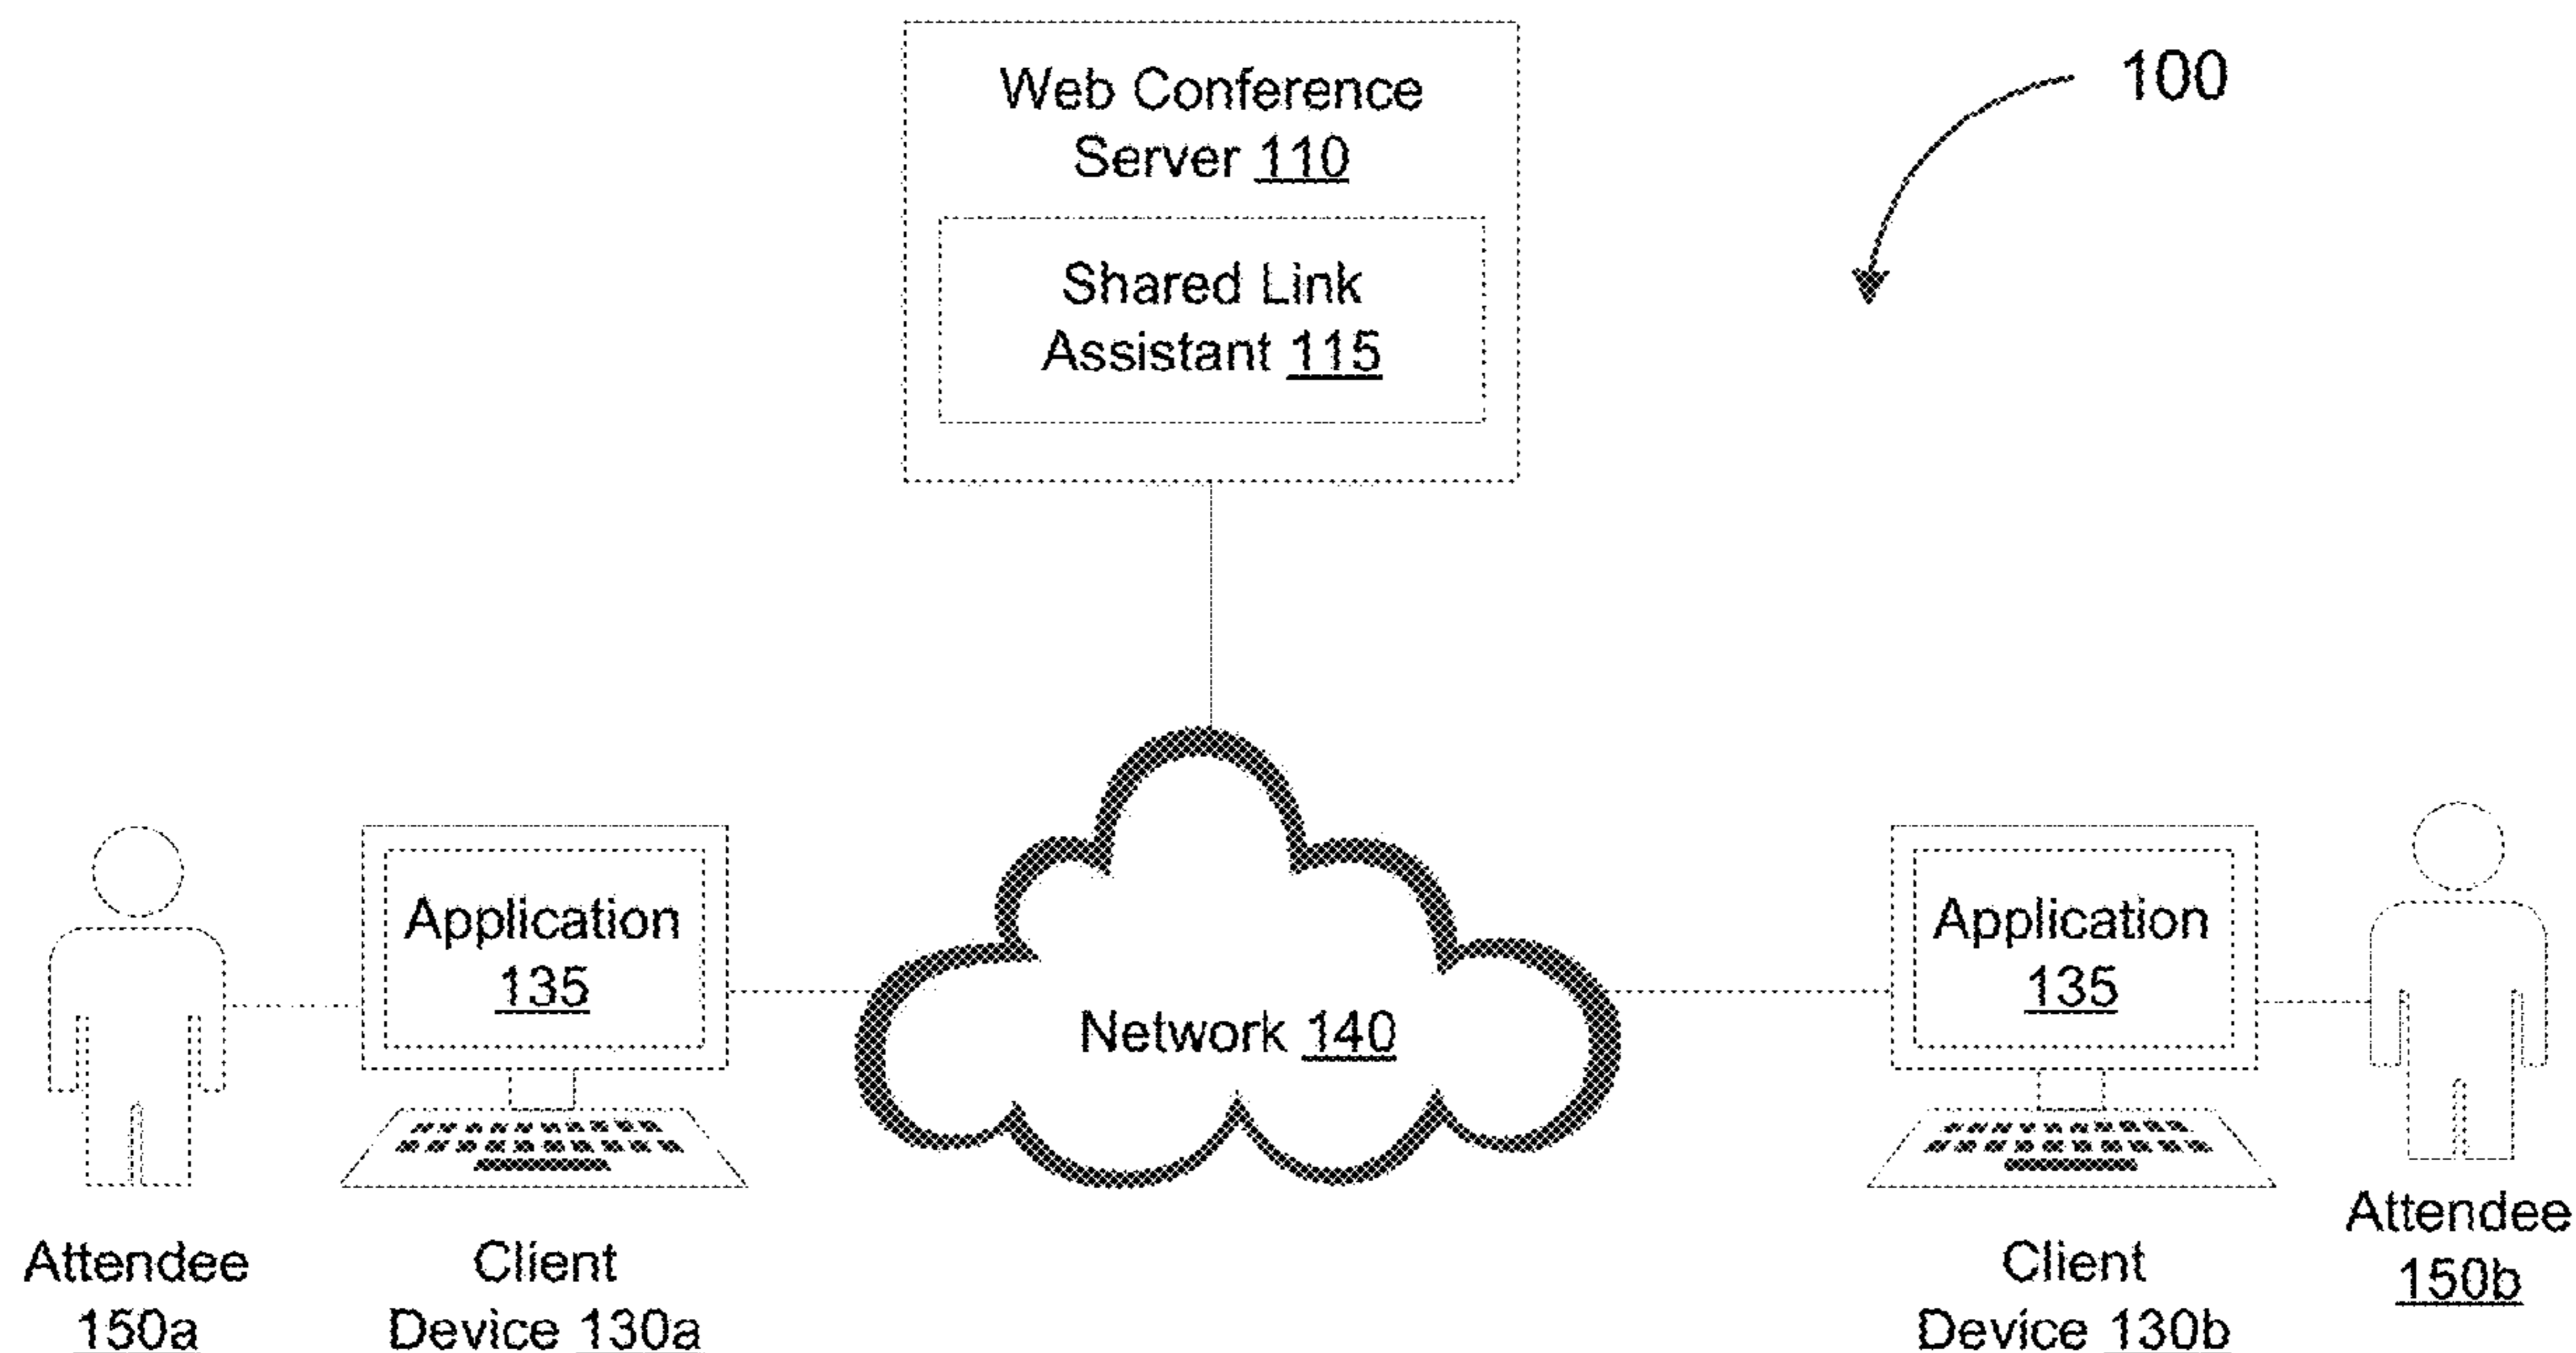 Web Conference
Server 110
Shared Link
Assistant 115
100
Application
135
Network 140
Application
135
Attendee
150a
Client
Device 130a
Client
Device 130b
Attendee
150b